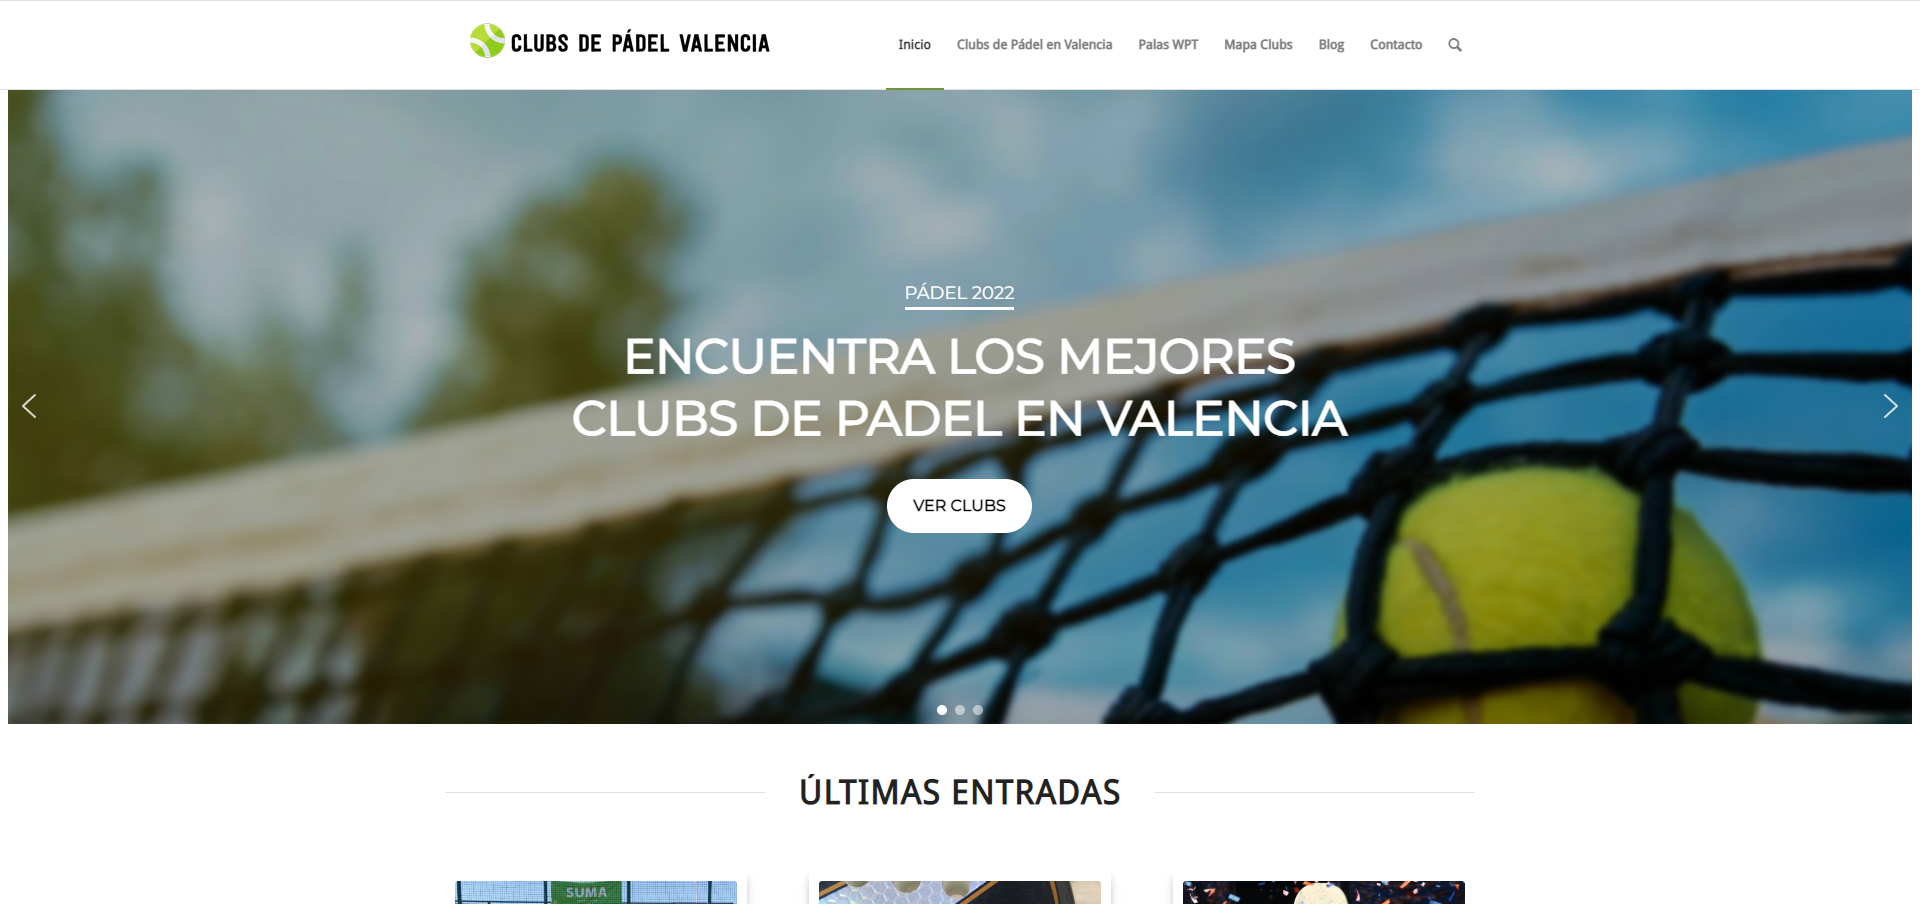 CLUBS DE PÁDEL VALENCIA
Inicio
Clubs de Pádel en Valencia
Palas WPT
Mapa Clubs
Blog
Contacto
PÁDEL 2022
ENCUENTRA LOS MEJORES
CLUBS DE PADEL EN VALENCIA
VER CLUBS
ÚLTIMAS ENTRADAS
SUMA